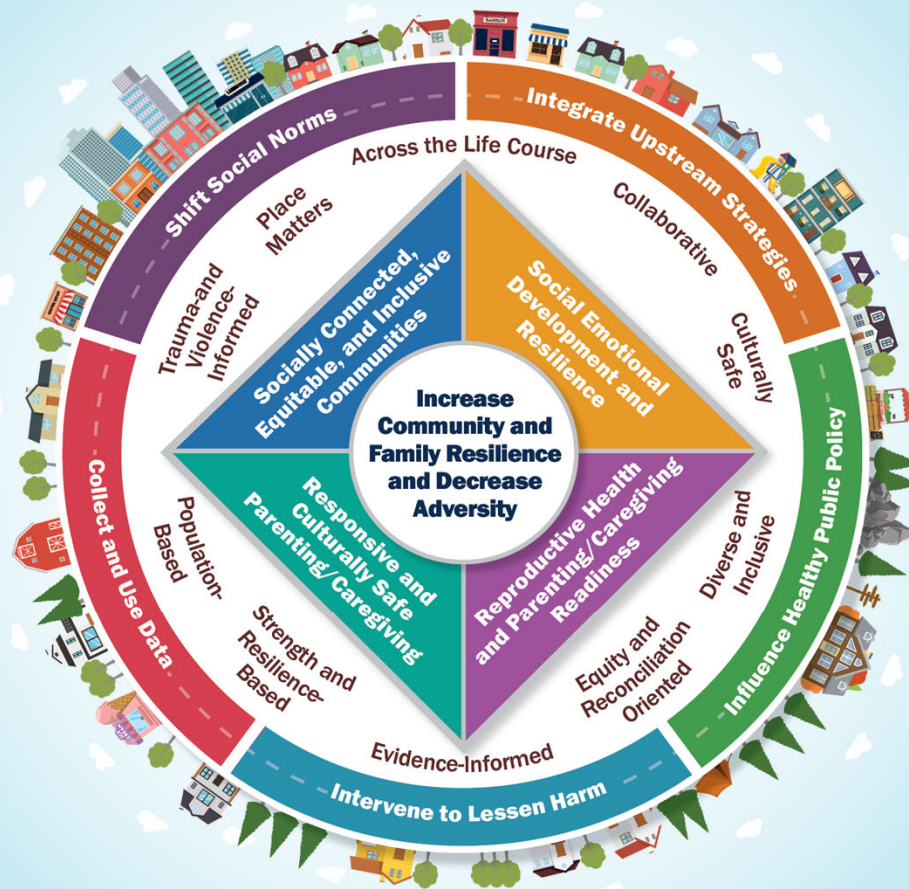 Shift Social Norms
Integrate Upstream Strategies
Influence Healthy Public Policy
Intervene to Lessen Harm
Collect and Use Data
Across the Life Course
Collaborative
Culturally
Safe
Diverse and
Inclusive
Equity and
Reconciliation
Oriented
Evidence-Informed
Strength and
Resilience-
Based
Population-
Based
Trauma-and
Violence-
Informed
Place
Matters
Socially Connected,
Equitable, and Inclusive
Communities
Social Emotional
Development and
Resilience
Reproductive Health
and Parenting/Caregiving
Readiness
Responsive and
Culturally Safe
Parenting/Caregiving
Increase
Community and
Family Resilience
and Decrease
Adversity